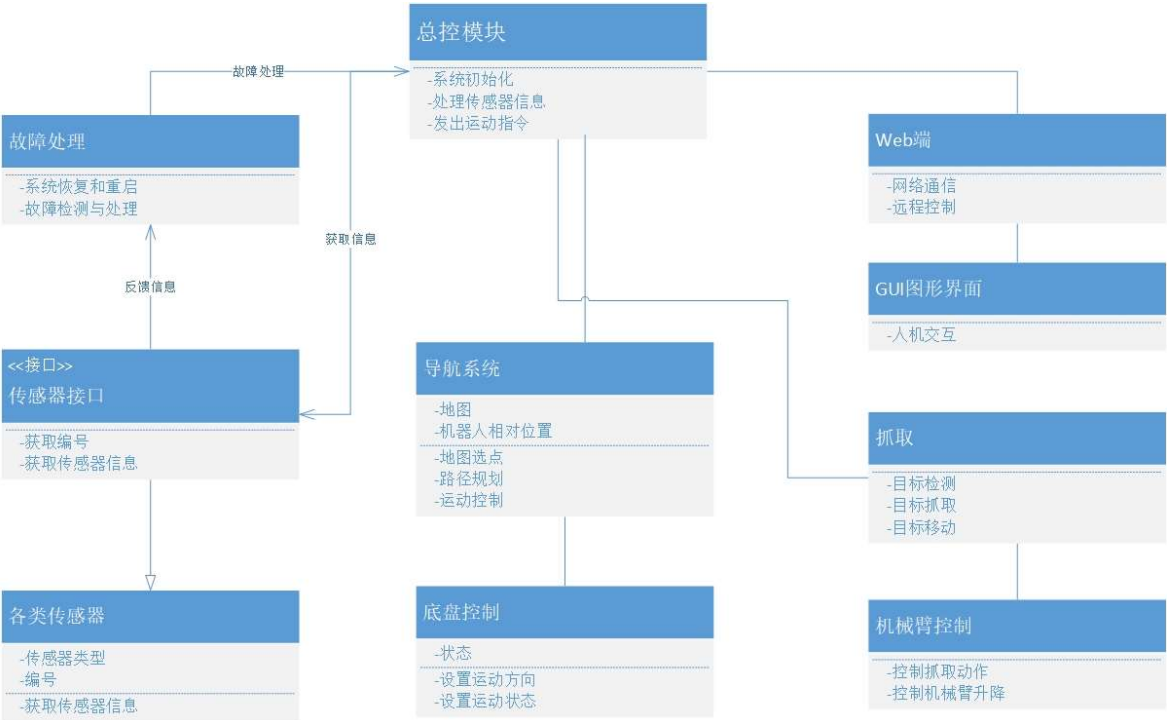 总控模块
-系统初始化
-处理传感器信息
-发出运动指令
故障处理
故障处理
-系统恢复和重启
-故障检测与处理
Web端
-网络通信
-远程控制
获取信息
反馈信息
GUI图形界面
-人机交互
<<接口>>
传感器接口
-获取编号
-获取传感器信息
导航系统
-地图
-机器人相对位置
-地图选点
-路径规划
-运动控制
抓取
-目标检测
-目标抓取
-目标移动
各类传感器
-传感器类型
-编号
-获取传感器信息
底盘控制
-状态
-设置运动方向
-设置运动状态
机械臂控制
-控制抓取动作
-控制机械臂升降